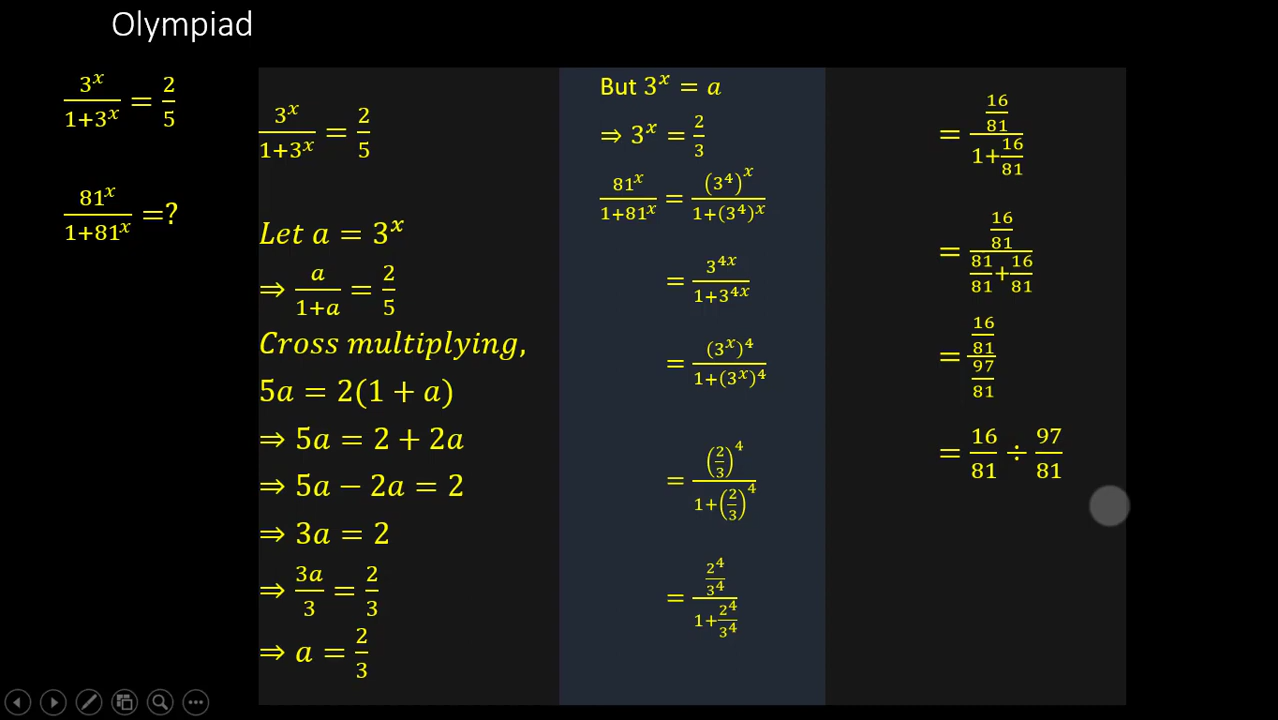 Olympiad
3^x/(1+3^x) = 2/5
81^x/(1+81^x) =?
3^x/(1+3^x) = 2/5
Let a = 3^x
⇒ a/(1+a) = 2/5
Cross multiplying,
5a = 2(1 + a)
⇒ 5a = 2 + 2a
⇒ 5a − 2a = 2
⇒ 3a = 2
⇒ 3a/3 = 2/3
⇒ a = 2/3
But 3^x = a
⇒ 3^x = 2/3
81^x/(1+81^x) = (3^4)^x/(1+(3^4)^x)
= 3^{4x}/(1+3^{4x})
= (3^x)^4/(1+(3^x)^4)
= (2/3)^4/(1+(2/3)^4)
= (2^4/3^4)/(1+2^4/3^4)
= (16/81)/(1+16/81)
= (16/81)/(81/81+16/81)
= (16/81)/(97/81)
= 16/81 ÷ 97/81